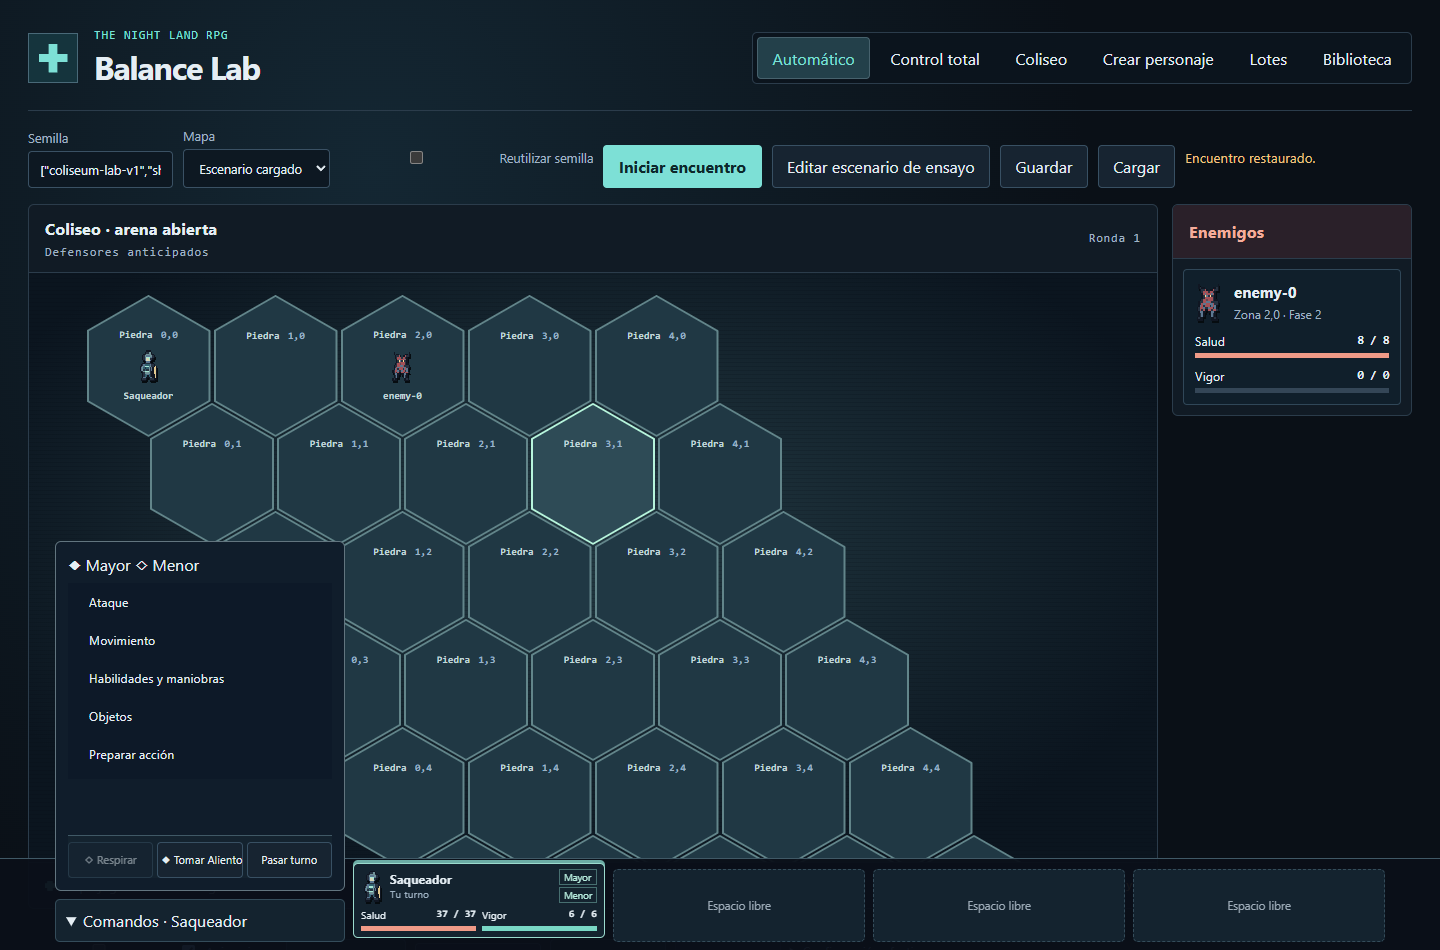 THE NIGHT LAND RPG
Balance Lab
Automático Control total Coliseo Crear personaje Lotes Biblioteca
Semilla
Mapa
["coliseum-lab-v1","sl
Escenario cargado
Reutilizar semilla
Iniciar encuentro
Editar escenario de ensayo
Guardar
Cargar
Encuentro restaurado.
Coliseo · arena abierta
Defensores anticipados
Ronda 1
Enemigos
enemy-0
Zona 2,0 · Fase 2
Salud 8 / 8
Vigor 0 / 0
Piedra 0,0 Piedra 1,0 Piedra 2,0 Piedra 3,0 Piedra 4,0
Saqueador enemy-0
Piedra 0,1 Piedra 1,1 Piedra 2,1 Piedra 3,1 Piedra 4,1
Piedra 1,2 Piedra 2,2 Piedra 3,2 Piedra 4,2
0,3 Piedra 1,3 Piedra 2,3 Piedra 3,3 Piedra 4,3
Piedra 0,4 Piedra 1,4 Piedra 2,4 Piedra 3,4 Piedra 4,4
◆ Mayor ◇ Menor
Ataque
Movimiento
Habilidades y maniobras
Objetos
Preparar acción
◇ Respirar ◆ Tomar Aliento Pasar turno
▼ Comandos · Saqueador
Saqueador
Tu turno
Mayor
Menor
Salud 37 / 37 Vigor 6 / 6
Espacio libre Espacio libre Espacio libre